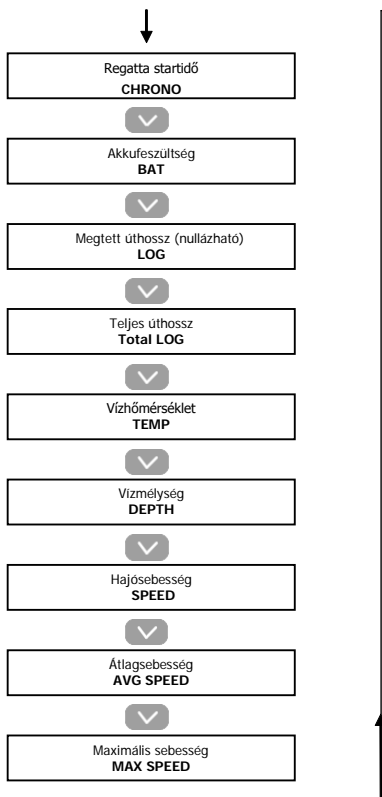 Regatta startidő
CHRONO
Akkufeszültség
BAT
Megtett úthossz (nullázható)
LOG
Teljes úthossz
Total LOG
Vízhőmérséklet
TEMP
Vízmélység
DEPTH
Hajósebesség
SPEED
Átlagsebesség
AVG SPEED
Maximális sebesség
MAX SPEED